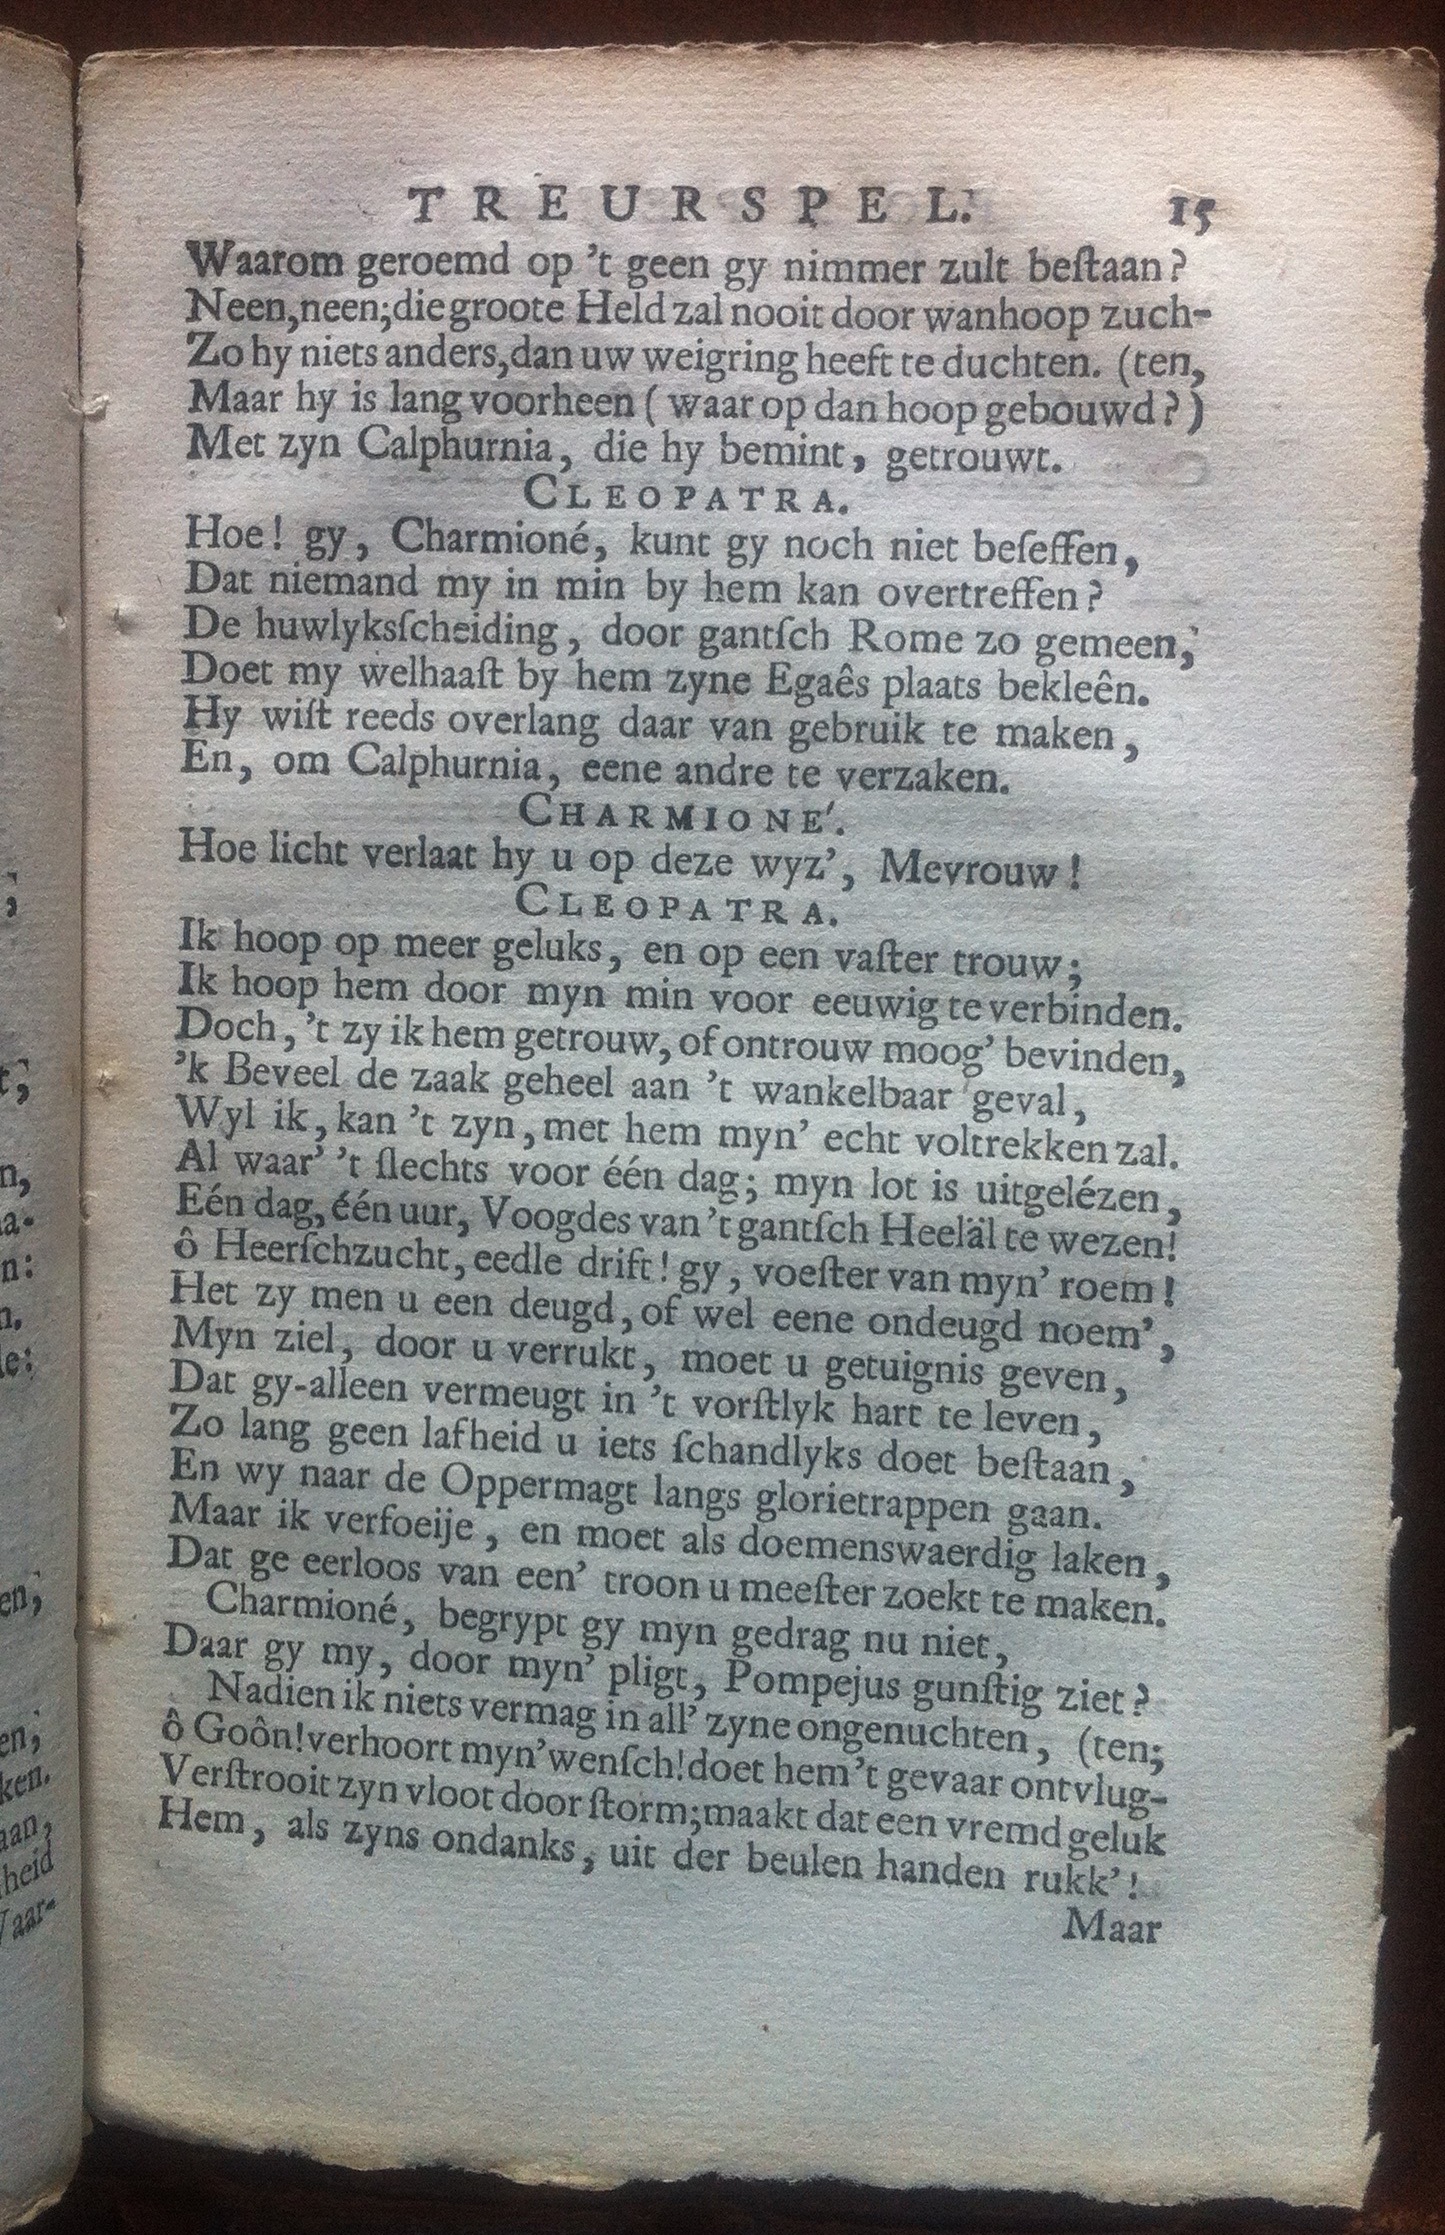 TREURSPEL. 15
Waarom geroemd op 't geen gy nimmer zult beſtaan?
Neen, neen; die groote Held zal nooit door wanhoop zuch-
Zo hy niets anders, dan uw weigring heeft te duchten. (ten,
Maar hy is lang voorheen (waar op dan hoop gebouwd?)
Met zyn Calphurnia, die hy bemint, getrouwt.
CLEOPATRA.
Hoe! gy, Charmioné, kunt gy noch niet beſeffen,
Dat niemand my in min by hem kan overtreffen?
De huwlyksſcheiding, door gantſch Rome zo gemeen,
Doet my welhaaſt by hem zyne Egaês plaats bekleên.
Hy wiſt reeds overlang daar van gebruik te maken,
En, om Calphurnia, eene andre te verzaken.
CHARMIONE'.
Hoe licht verlaat hy u op deze wyz', Mevrouw!
CLEOPATRA.
Ik hoop op meer geluks, en op een vaſter trouw;
Ik hoop hem door myn min voor eeuwig te verbinden.
Doch, 't zy ik hem getrouw, of ontrouw moog' bevinden,
'k Beveel de zaak geheel aan 't wankelbaar geval,
Wyl ik, kan 't zyn, met hem myn' echt voltrekken zal.
Al waar' 't ſlechts voor één dag; myn lot is uitgelézen,
Eén dag, één uur, Voogdes van 't gantſch Heeläl te wezen!
ô Heerſchzucht, eedle drift! gy, voeſter van myn' roem!
Het zy men u een deugd, of wel eene ondeugd noem',
Myn ziel, door u verrukt, moet u getuignis geven,
Dat gy-alleen vermeugt in 't vorſtlyk hart te leven,
Zo lang geen lafheid u iets ſchandlyks doet beſtaan,
En wy naar de Oppermagt langs glorietrappen gaan.
Maar ik verfoeije, en moet als doemenswaerdig laken,
Dat ge eerloos van een' troon u meeſter zoekt te maken.
Charmioné, begrypt gy myn gedrag nu niet,
Daar gy my, door myn' pligt, Pompejus gunſtig ziet?
Nadien ik niets vermag in all' zyne ongenuchten, (ten;
ô Goôn! verhoort myn' wenſch! doet hem 't gevaar ontvlug-
Verſtrooit zyn vloot door ſtorm; maakt dat een vremd geluk
Hem, als zyns ondanks, uit der beulen handen rukk'!
Maar